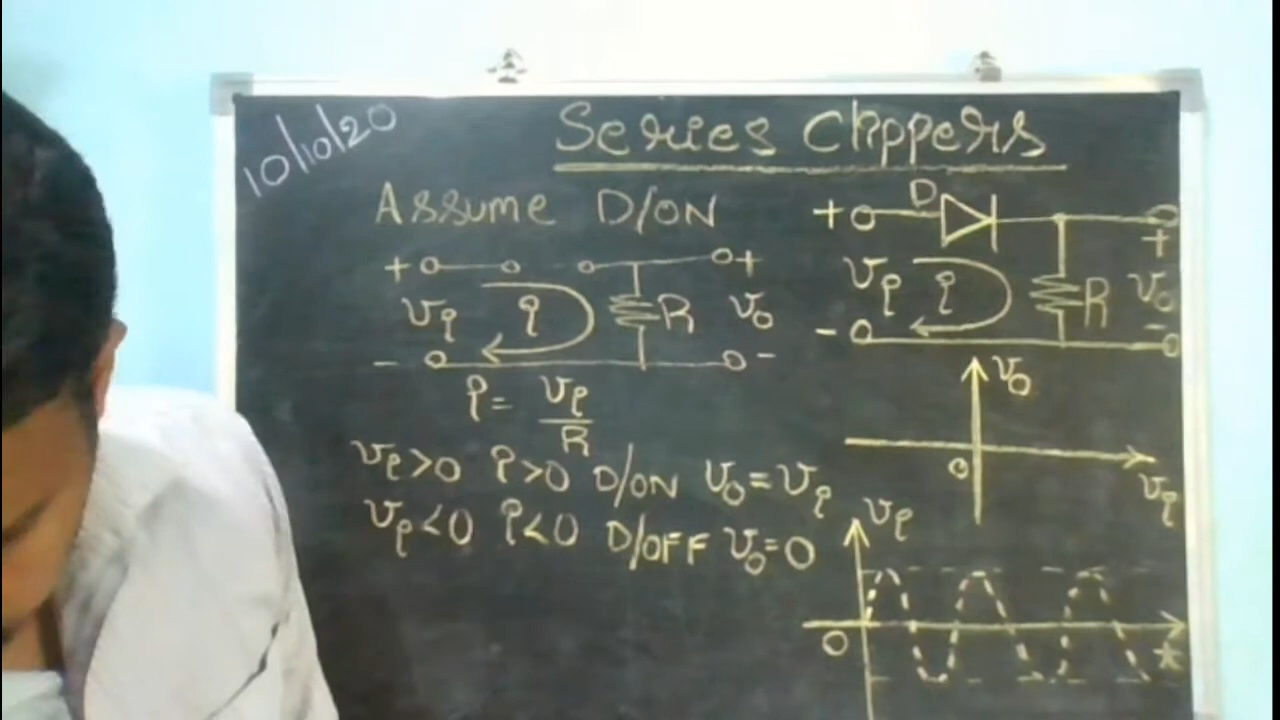 10/10/20
Series Clippers
Assume D/ON
+ +
vi i R vo
- -
i = vi/R
vi>0 i>0 D/ON vo=vi
vi<0 i<0 D/OFF vo=0
D
+ +
vi i R vo
- -
vo
0
vi
vi
0
t